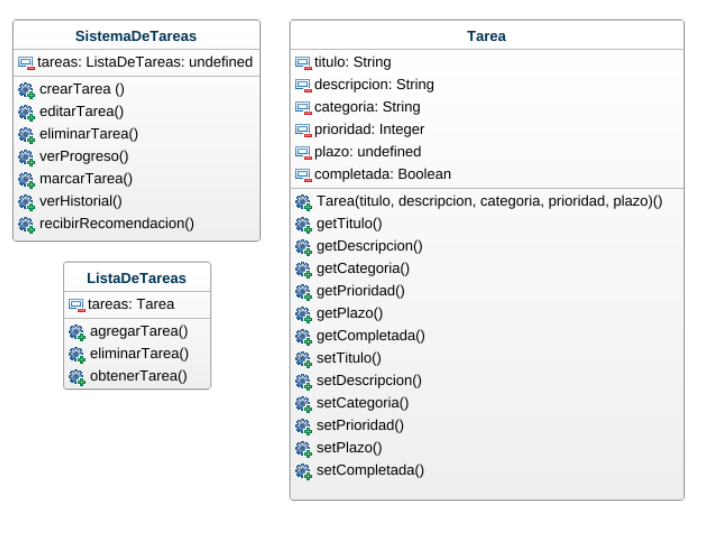 SistemaDeTareas
tareas: ListaDeTareas: undefined
crearTarea ()
editarTarea()
eliminarTarea()
verProgreso()
marcarTarea()
verHistorial()
recibirRecomendacion()
ListaDeTareas
tareas: Tarea
agregarTarea()
eliminarTarea()
obtenerTarea()
Tarea
titulo: String
descripcion: String
categoria: String
prioridad: Integer
plazo: undefined
completada: Boolean
Tarea(titulo, descripcion, categoria, prioridad, plazo)()
getTitulo()
getDescripcion()
getCategoria()
getPrioridad()
getPlazo()
getCompletada()
setTitulo()
setDescripcion()
setCategoria()
setPrioridad()
setPlazo()
setCompletada()